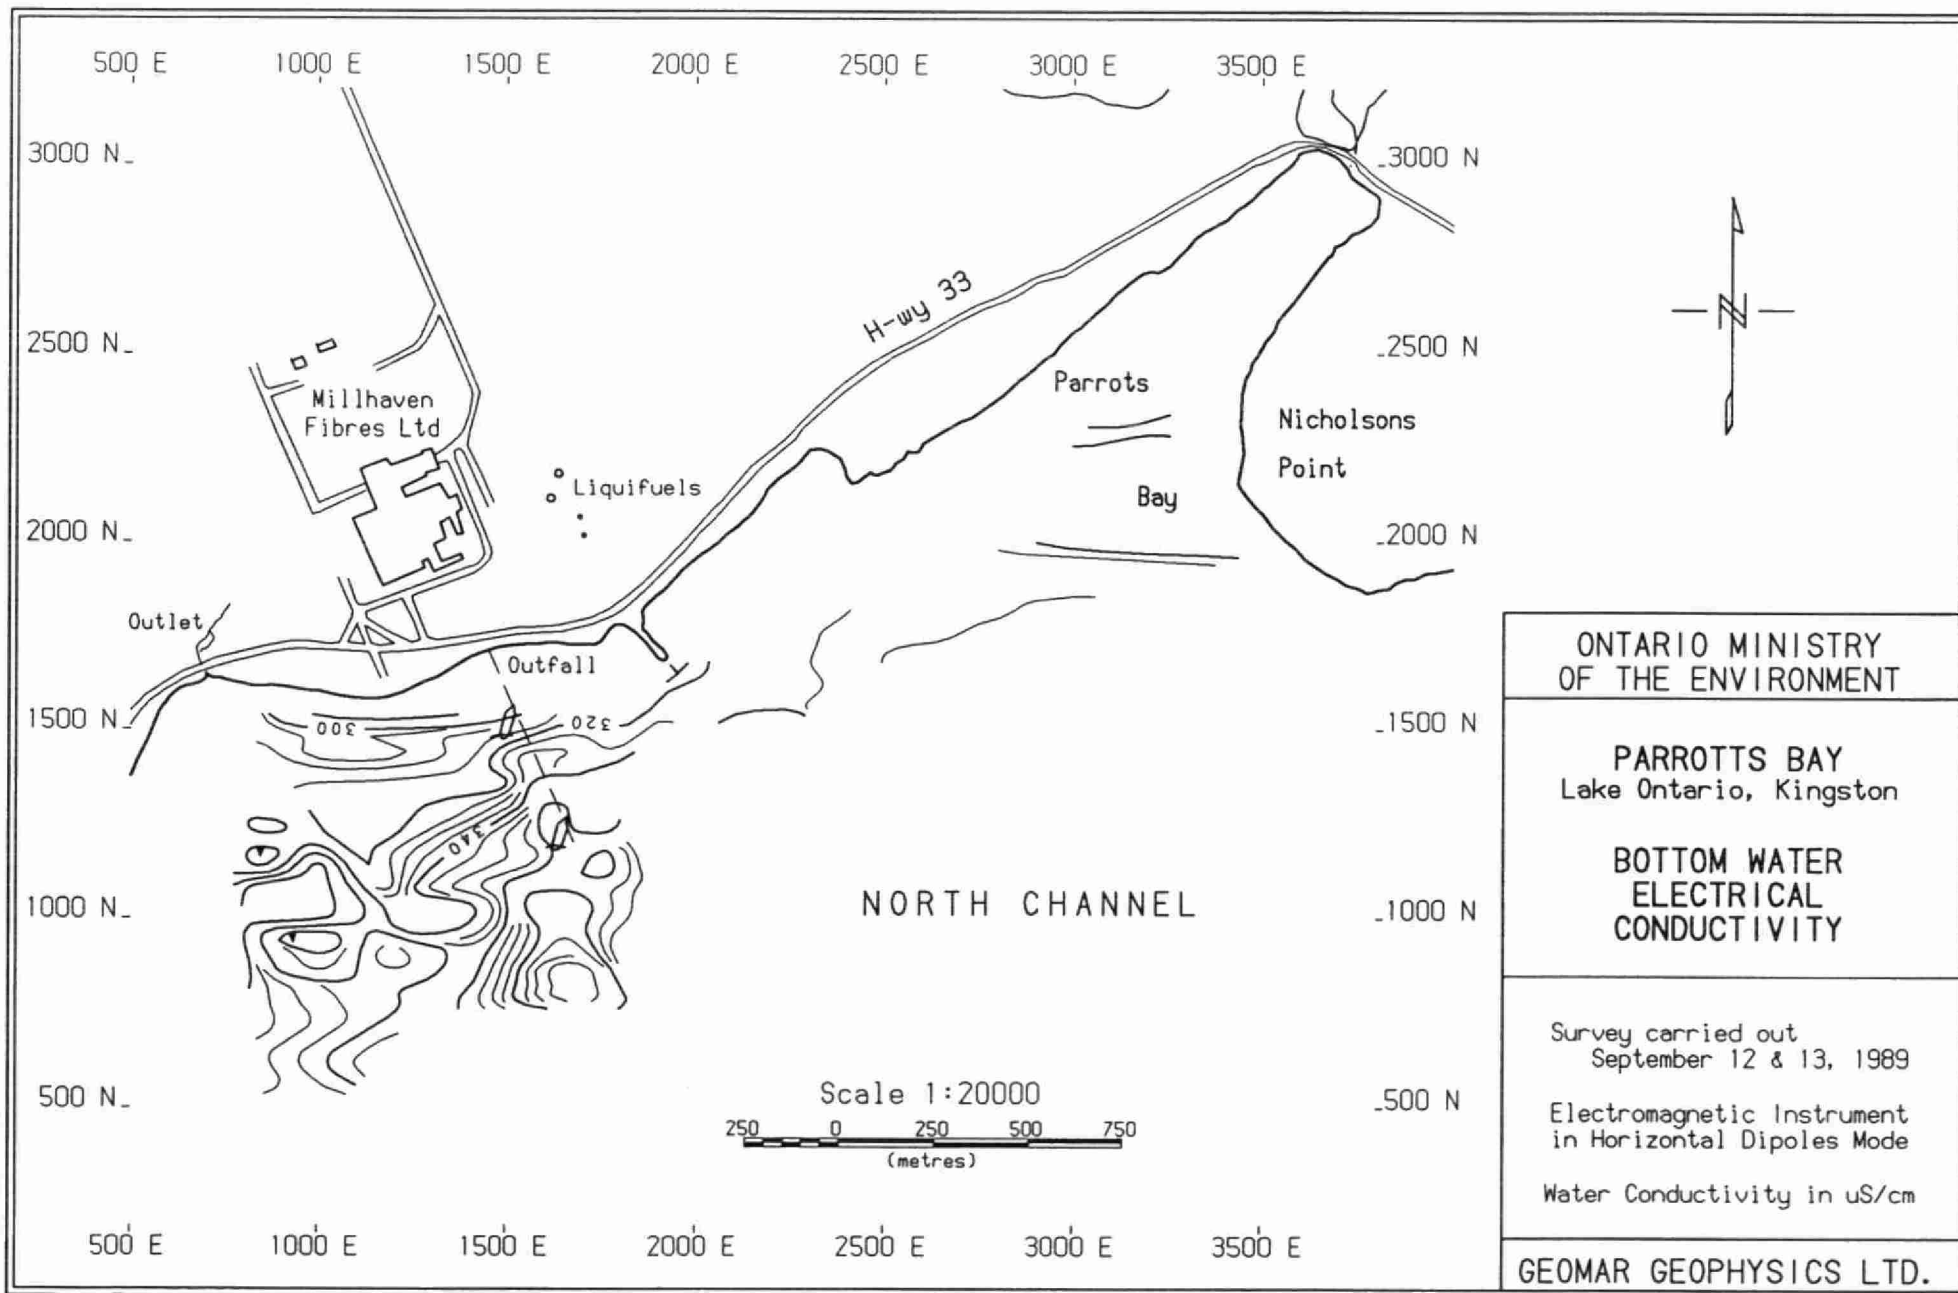 500 E 1000 E 1500 E 2000 E 2500 E 3000 E 3500 E
3000 N
3000 N
H-wy 33
2500 N
2500 N
Millhaven
Fibres Ltd
Parrots
Nicholsons
Point
Liquifuels
Bay
2000 N
2000 N
Outlet
Outfall
1500 N
300
320
1500 N
340
1000 N
NORTH CHANNEL
1000 N
500 N
500 N
Scale 1:20000
250 0 250 500 750
(metres)
500 E 1000 E 1500 E 2000 E 2500 E 3000 E 3500 E
N
ONTARIO MINISTRY
OF THE ENVIRONMENT
PARROTTS BAY
Lake Ontario, Kingston
BOTTOM WATER
ELECTRICAL
CONDUCTIVITY
Survey carried out
September 12 & 13, 1989
Electromagnetic Instrument
in Horizontal Dipoles Mode
Water Conductivity in uS/cm
GEOMAR GEOPHYSICS LTD.